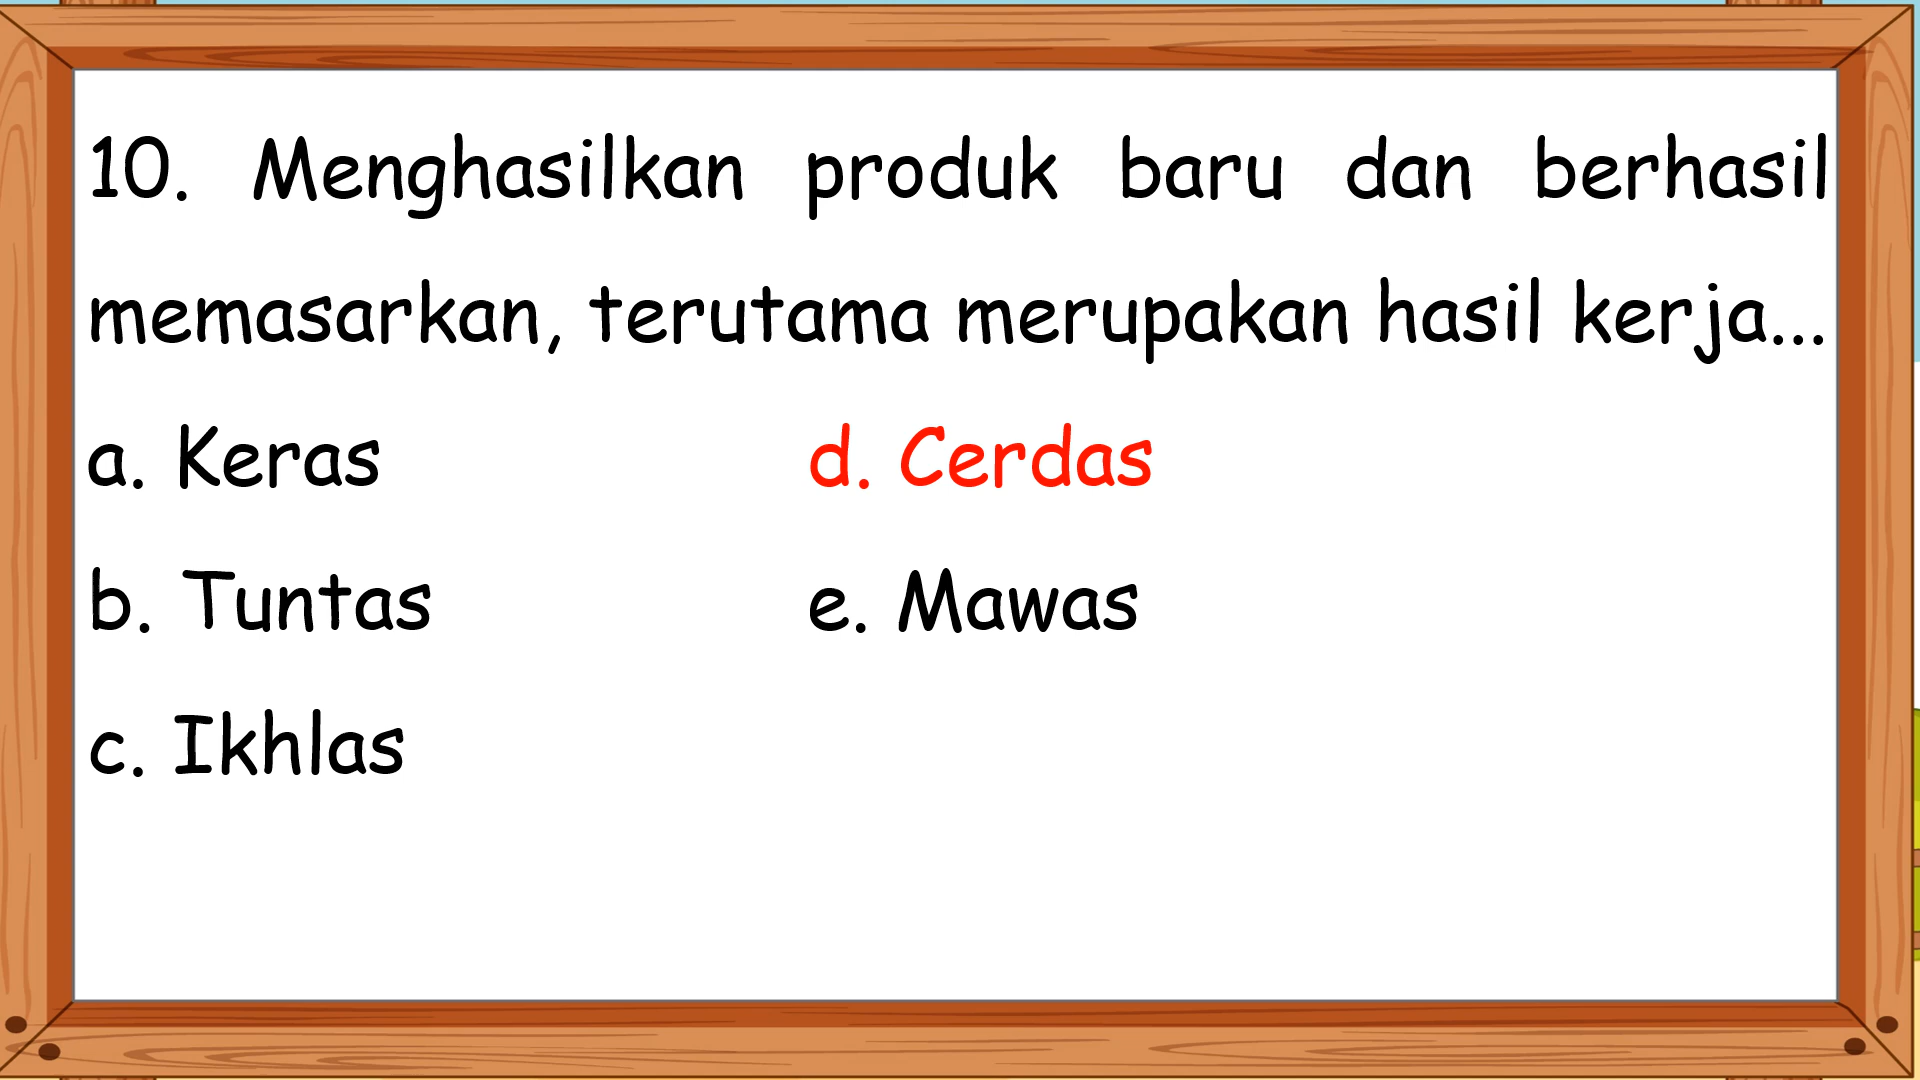 10. Menghasilkan produk baru dan berhasil
memasarkan, terutama merupakan hasil kerja...
a. Keras d. Cerdas
b. Tuntas e. Mawas
c. Ikhlas